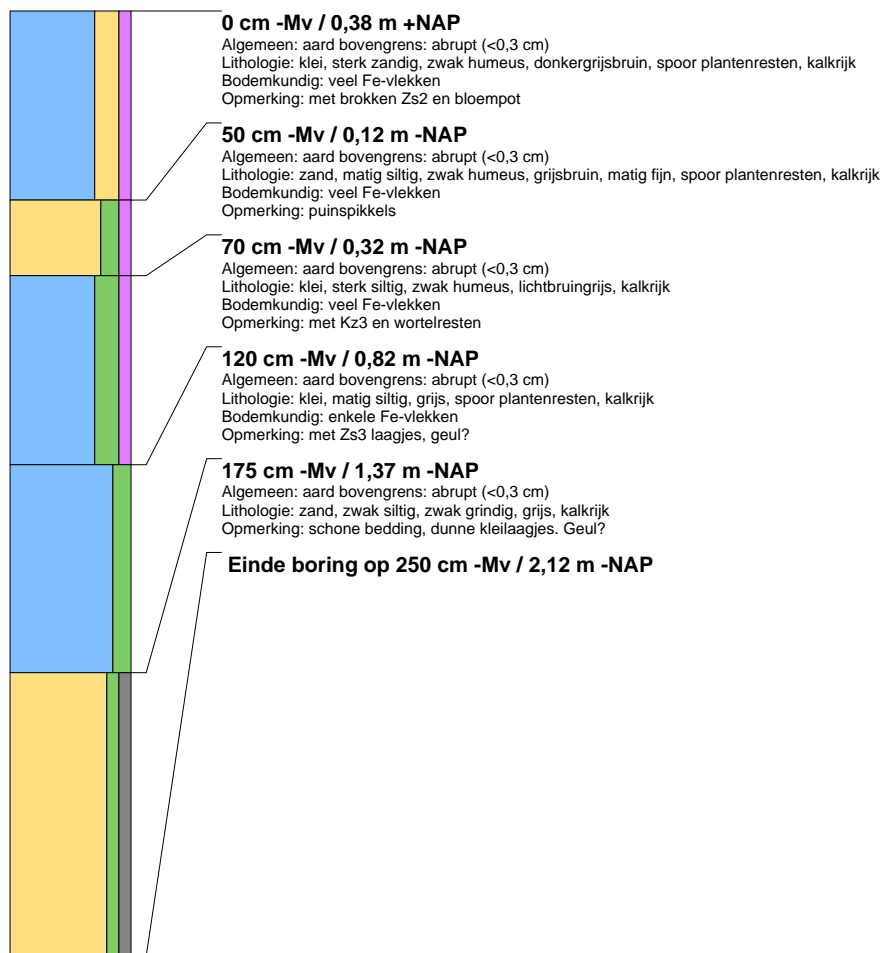 0 cm -Mv / 0,38 m +NAP
Algemeen: aard bovengrens: abrupt (<0,3 cm)
Lithologie: klei, sterk zandig, zwak humeus, donkergrijsbruin, spoor plantenresten, kalkrijk
Bodemkundig: veel Fe-vlekken
Opmerking: met brokken Zs2 en bloempot
50 cm -Mv / 0,12 m -NAP
Algemeen: aard bovengrens: abrupt (<0,3 cm)
Lithologie: zand, matig siltig, zwak humeus, grijsbruin, matig fijn, spoor plantenresten, kalkrijk
Bodemkundig: veel Fe-vlekken
Opmerking: puinspikkels
70 cm -Mv / 0,32 m -NAP
Algemeen: aard bovengrens: abrupt (<0,3 cm)
Lithologie: klei, sterk siltig, zwak humeus, lichtbruingrijs, kalkrijk
Bodemkundig: veel Fe-vlekken
Opmerking: met Kz3 en wortelresten
120 cm -Mv / 0,82 m -NAP
Algemeen: aard bovengrens: abrupt (<0,3 cm)
Lithologie: klei, matig siltig, grijs, spoor plantenresten, kalkrijk
Bodemkundig: enkele Fe-vlekken
Opmerking: met Zs3 laagjes, geul?
175 cm -Mv / 1,37 m -NAP
Algemeen: aard bovengrens: abrupt (<0,3 cm)
Lithologie: zand, zwak siltig, zwak grindig, grijs, kalkrijk
Opmerking: schone bedding, dunne kleilaagjes. Geul?
Einde boring op 250 cm -Mv / 2,12 m -NAP